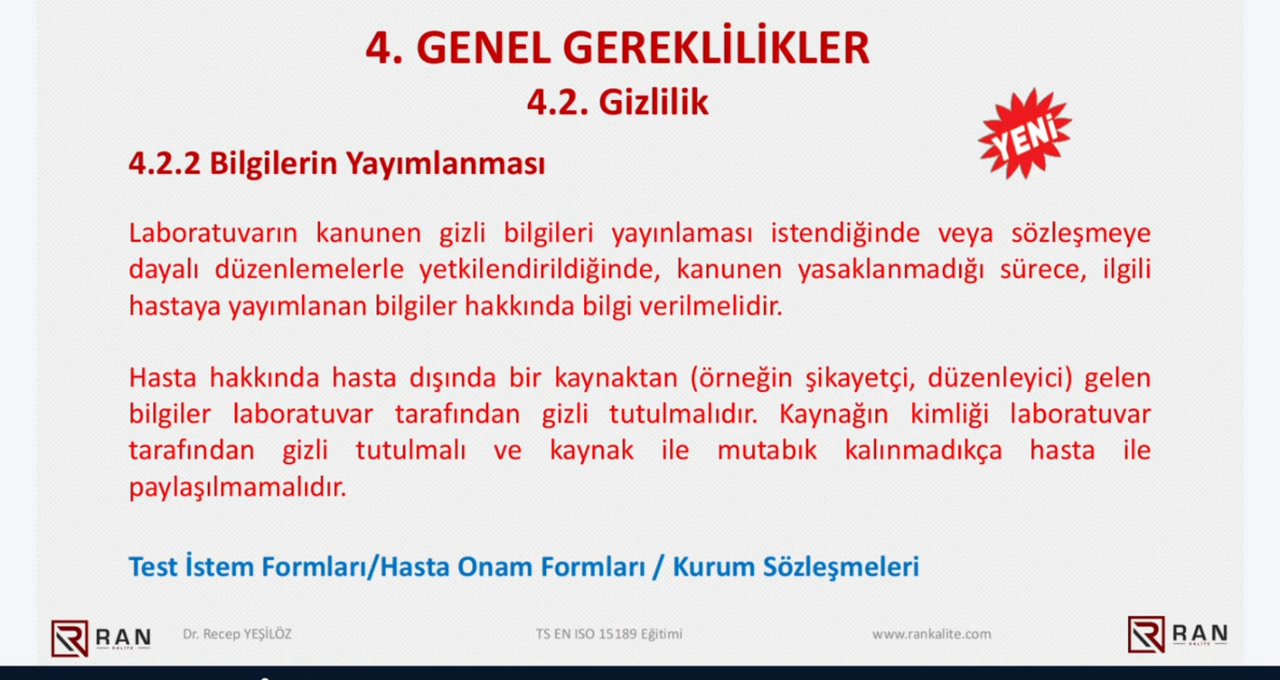 4. GENEL GEREKLİLİKLER
4.2. Gizlilik
YENİ
4.2.2 Bilgilerin Yayımlanması
Laboratuvarın kanunen gizli bilgileri yayınlaması istendiğinde veya sözleşmeye
dayalı düzenlemelerle yetkilendirildiğinde, kanunen yasaklanmadığı sürece, ilgili
hastaya yayımlanan bilgiler hakkında bilgi verilmelidir.
Hasta hakkında hasta dışında bir kaynaktan (örneğin şikayetçi, düzenleyici) gelen
bilgiler laboratuvar tarafından gizli tutulmalıdır. Kaynağın kimliği laboratuvar
tarafından gizli tutulmalı ve kaynak ile mutabık kalınmadıkça hasta ile
paylaşılmamalıdır.
Test İstem Formları/Hasta Onam Formları / Kurum Sözleşmeleri
RAN
KALİTE
Dr. Recep YEŞİLÖZ
TS EN ISO 15189 Eğitimi
www.rankalite.com
RAN
KALİTE